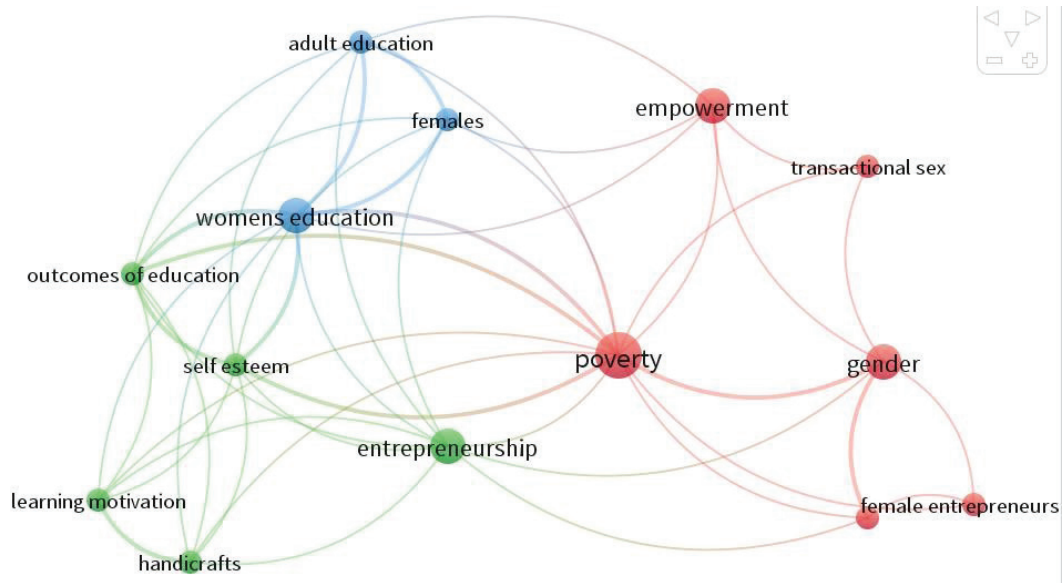 adult education
empowerment
females
transactional sex
womens education
outcomes of education
poverty
gender
self esteem
entrepreneurship
learning motivation
female entrepreneurs
handicrafts